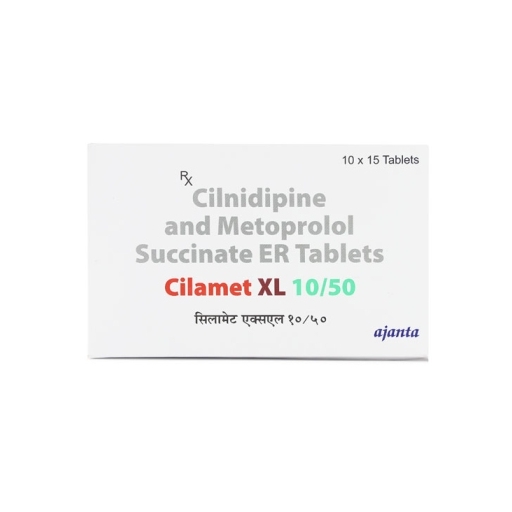 10 x 15 Tablets
Rx
Cilnidipine
and Metoprolol
Succinate ER Tablets
Cilamet XL 10/50
सिलामेट एक्सएल १०/५०
ajanta